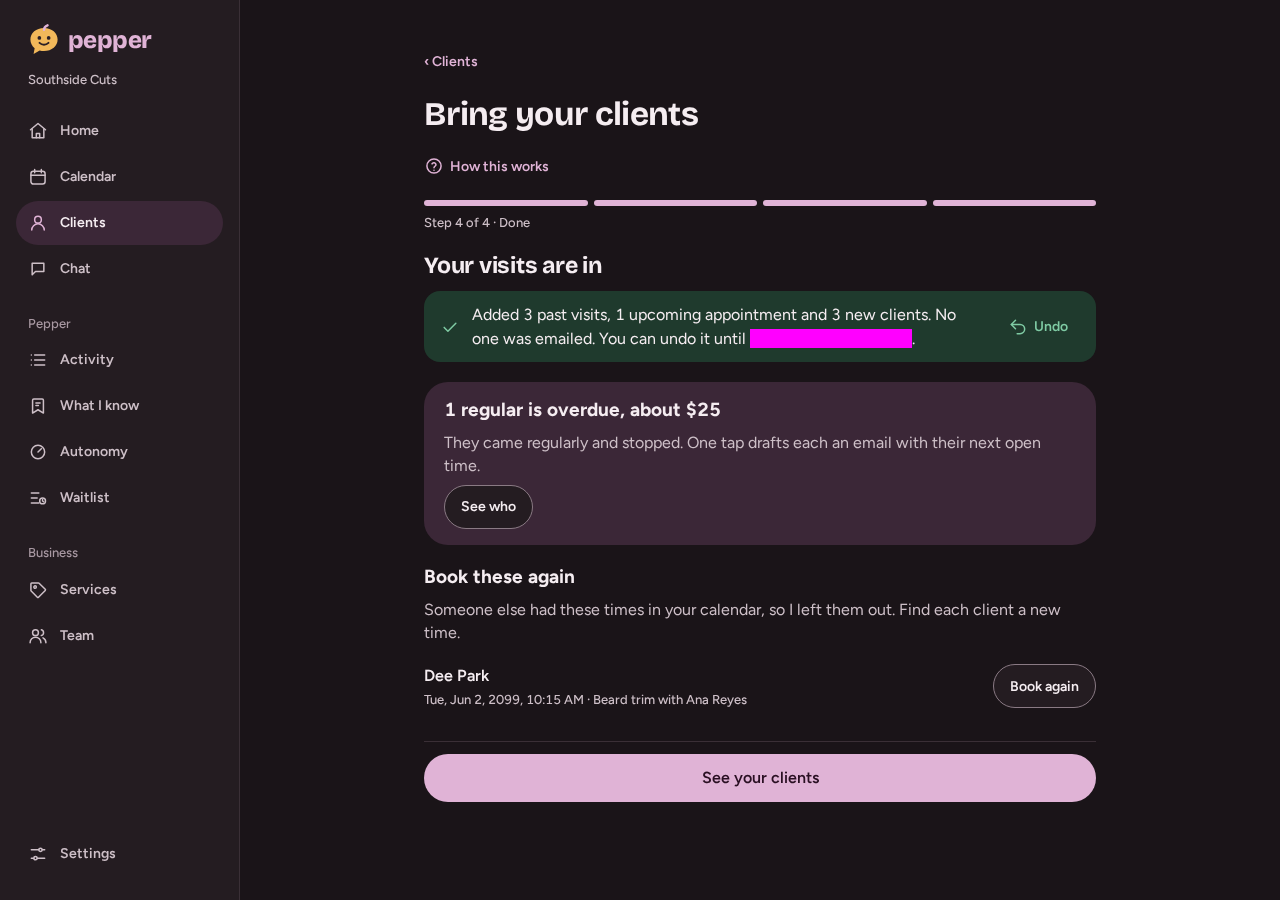 pepper
Southside Cuts
Home
Calendar
Clients
Chat
Pepper
Activity
What I know
Autonomy
Waitlist
Business
Services
Team
Settings
‹ Clients
Bring your clients
How this works
Step 4 of 4 · Done
Your visits are in
Added 3 past visits, 1 upcoming appointment and 3 new clients. No
one was emailed. You can undo it until .
Undo
1 regular is overdue, about $25
They came regularly and stopped. One tap drafts each an email with their next open
time.
See who
Book these again
Someone else had these times in your calendar, so I left them out. Find each client a new
time.
Dee Park
Tue, Jun 2, 2099, 10:15 AM · Beard trim with Ana Reyes
Book again
See your clients